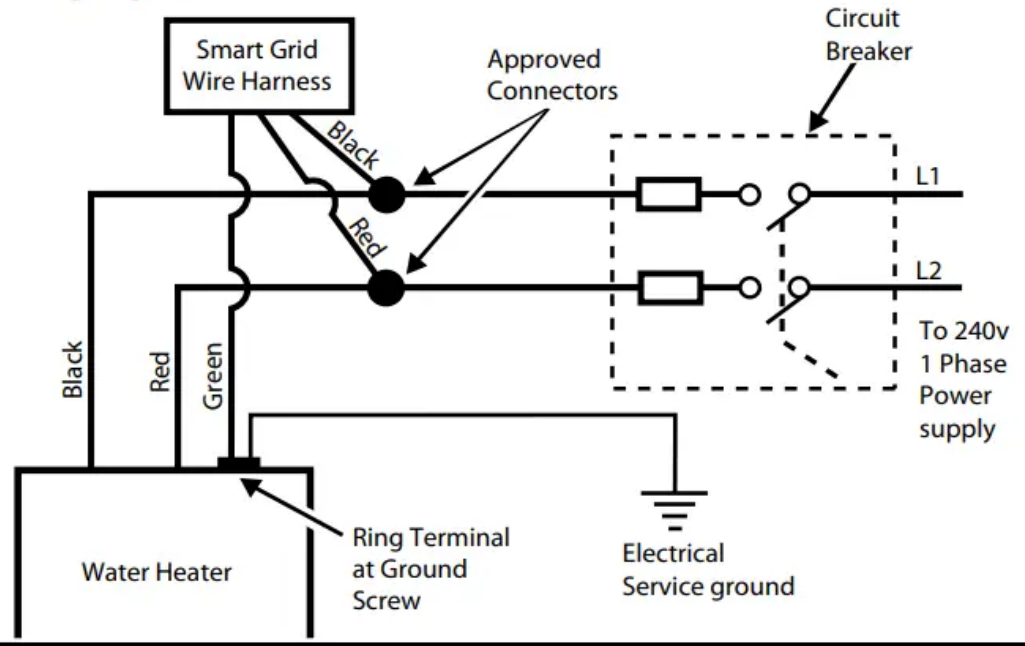 Smart Grid
Wire Harness
Approved
Connectors
Circuit
Breaker
Black
Red
L1
L2
To 240v
1 Phase
Power
supply
Black
Red
Green
Water Heater
Ring Terminal
at Ground
Screw
Electrical
Service ground